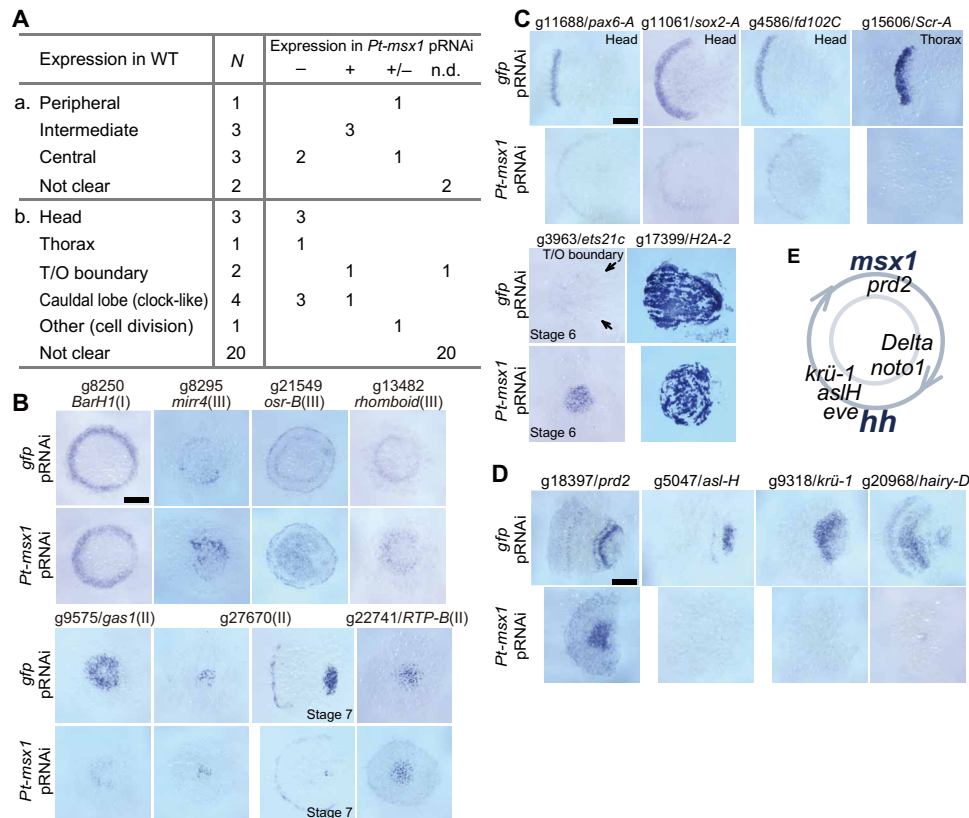 A
Expression in WT N Expression in Pt-msx1 pRNAi
– + +/– n.d.
a. Peripheral 1 1
Intermediate 3 3
Central 3 2 1
Not clear 2 2
b. Head 3 3
Thorax 1 1
T/O boundary 2 1 1
Cauldal lobe (clock-like) 4 3 1
Other (cell division) 1 1
Not clear 20 20
B
g8250 g8295 g21549 g13482
BarH1(I) mirr4(III) osr-B(III) rhomboid(III)
gfp
pRNAi
Pt-msx1
pRNAi
g9575/gas1(II) g27670(II) g22741/RTP-B(II)
gfp
pRNAi
Stage 7
Pt-msx1
pRNAi
Stage 7
C
g11688/pax6-A g11061/sox2-A g4586/fd102C g15606/Scr-A
Head Head Head Thorax
gfp
pRNAi
Pt-msx1
pRNAi
g3963/ets21c g17399/H2A-2
T/O boundary
gfp
pRNAi
Stage 6
Pt-msx1
pRNAi
Stage 6
E
msx1
prd2
Delta
noto1
krü-1
aslH
eve
hh
D
g18397/prd2 g5047/asl-H g9318/krü-1 g20968/hairy-D
gfp
pRNAi
Pt-msx1
pRNAi